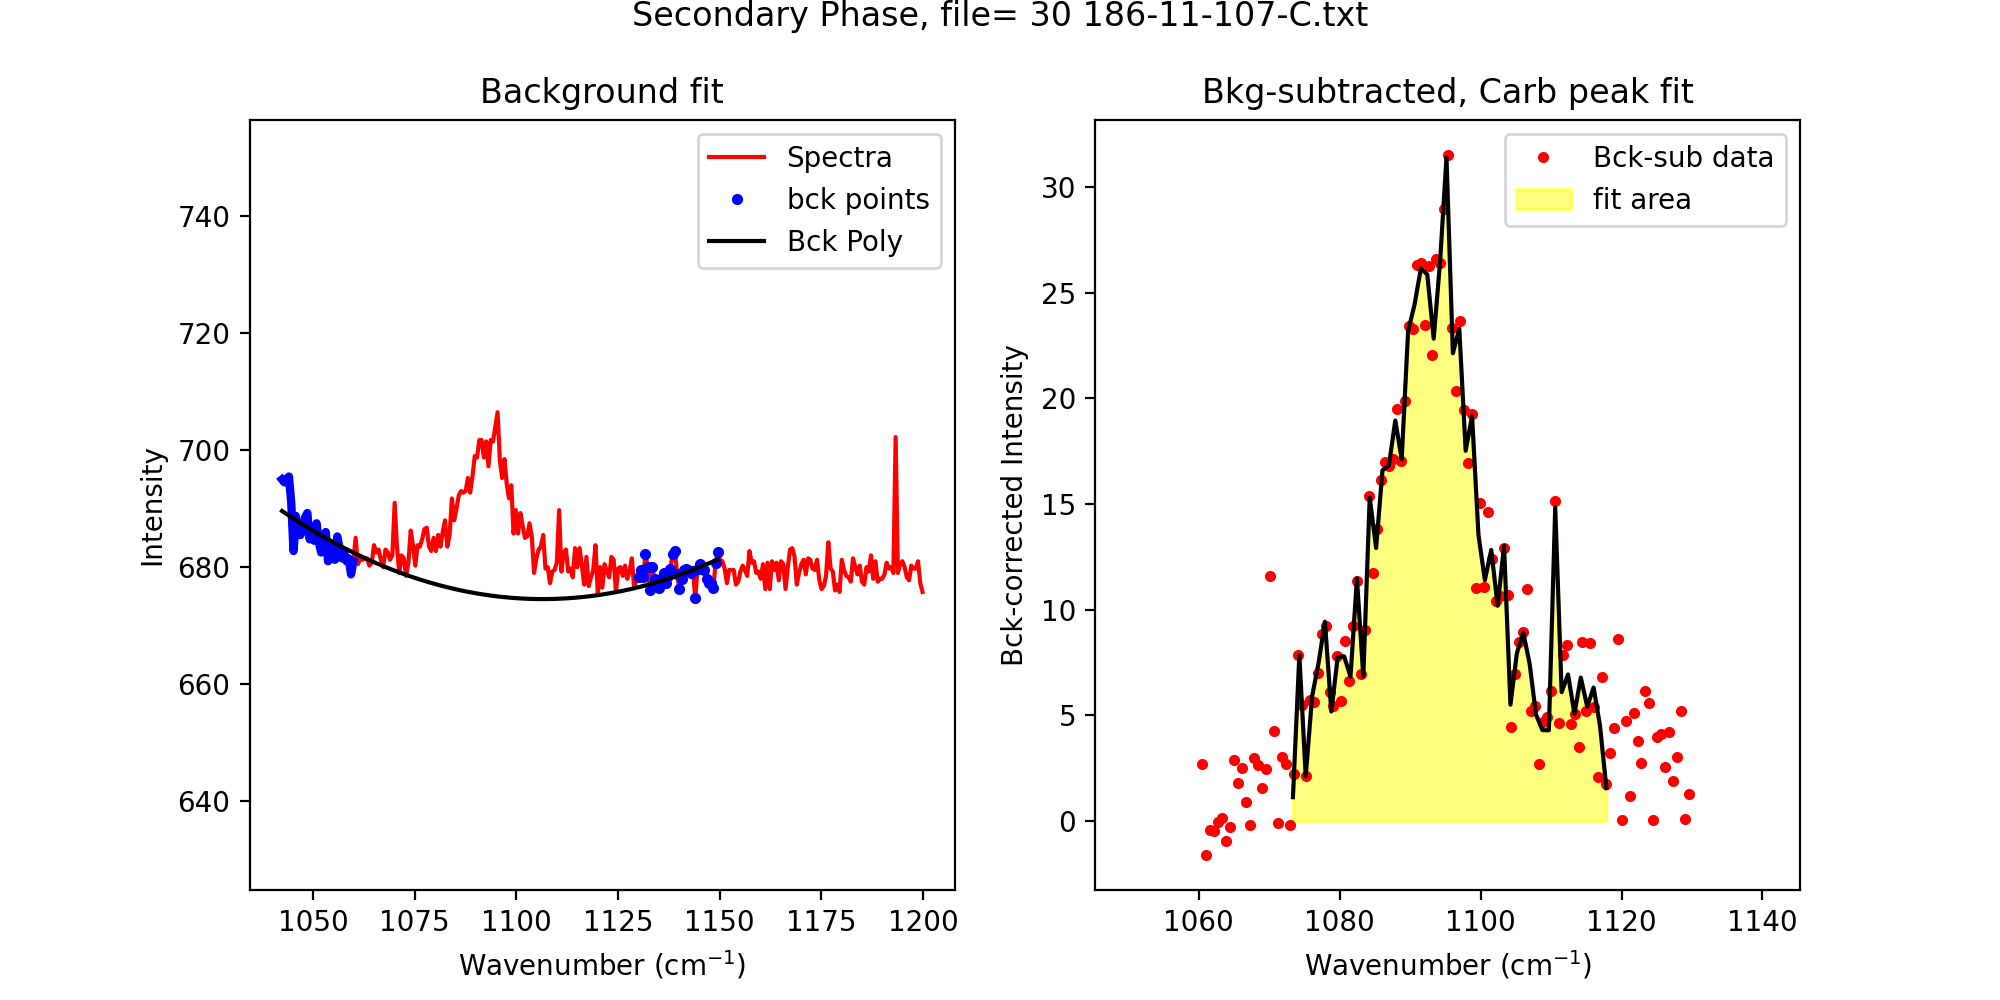 Secondary Phase, file= 30 186-11-107-C.txt
Background fit
Spectra
bck points
Bck Poly
Intensity
740
720
700
680
660
640
1050 1075 1100 1125 1150 1175 1200
Wavenumber (cm⁻¹)
Bkg-subtracted, Carb peak fit
Bck-sub data
fit area
Bck-corrected Intensity
30
25
20
15
10
5
0
1060 1080 1100 1120 1140
Wavenumber (cm⁻¹)